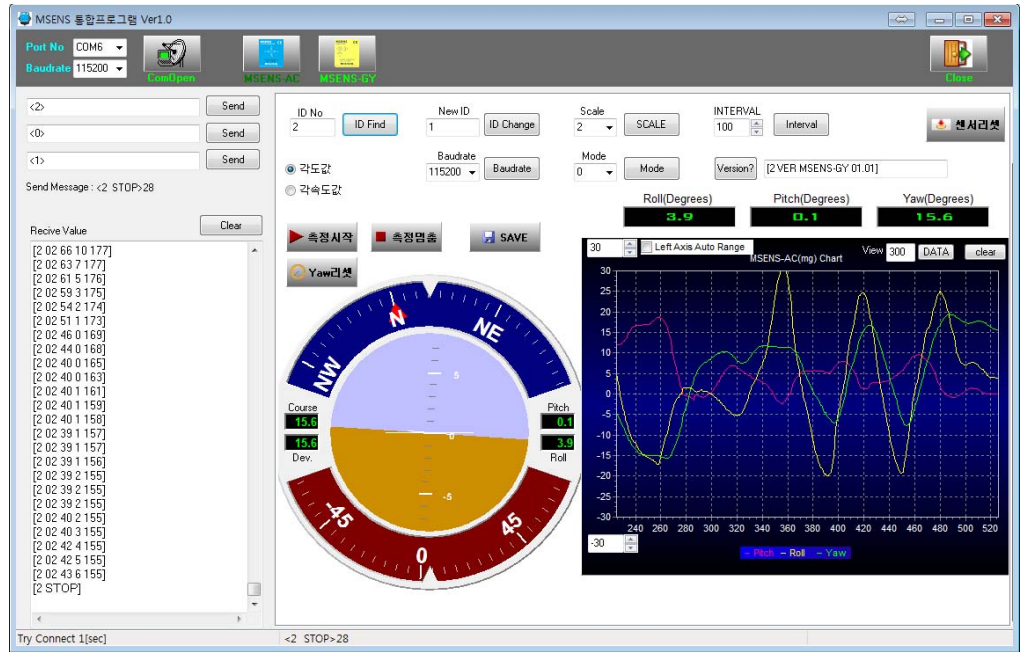 MSENS 통합프로그램 Ver1.0
Port No COM6
Baudrate 115200
ComOpen
MSENS-AC
MSENS-GY
Close
<2> Send
<0> Send
<1> Send
Send Message : <2 STOP>28
Recive Value Clear
[2 02 66 10 177]
[2 02 63 7 177]
[2 02 61 5 176]
[2 02 59 3 175]
[2 02 54 2 174]
[2 02 51 1 173]
[2 02 46 0 169]
[2 02 44 0 168]
[2 02 40 0 165]
[2 02 40 0 163]
[2 02 40 1 161]
[2 02 40 1 159]
[2 02 40 1 158]
[2 02 39 1 157]
[2 02 39 1 157]
[2 02 39 1 156]
[2 02 39 2 155]
[2 02 39 2 155]
[2 02 39 2 155]
[2 02 40 2 155]
[2 02 40 3 155]
[2 02 42 4 155]
[2 02 42 5 155]
[2 02 43 6 155]
[2 STOP]
ID No
2 ID Find
New ID
1 ID Change
Scale
2 SCALE
INTERVAL
100 Interval
센서리셋
각도값
각속도값
Baudrate
115200 Baudrate
Mode
0 Mode
Version? [2 VER MSENS-GY 01.01]
Roll(Degrees) Pitch(Degrees) Yaw(Degrees)
3.9 0.1 15.6
측정시작 측정멈춤 SAVE
Yaw리셋
NW N NE
5
0
-5
Course
15.6
15.6
Dev.
Pitch
0.1
3.9
Roll
-45 0 45
30 Left Axis Auto Range View 300 DATA clear
MSENS-AC(mg) Chart
30
25
20
15
10
5
0
-5
-10
-15
-20
-25
-30
240 260 280 300 320 340 360 380 400 420 440 460 480 500 520
-30
Pitch Roll Yaw
Try Connect 1[sec] <2 STOP>28